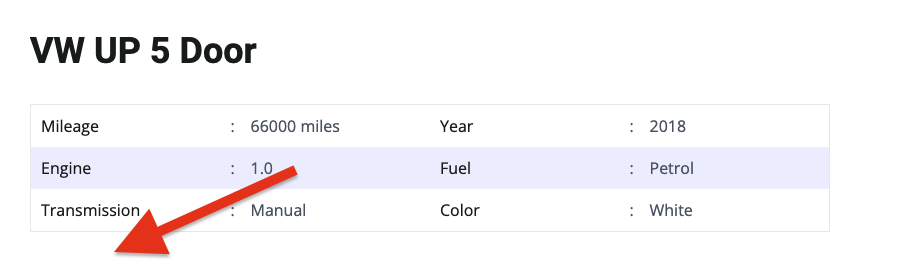 VW UP 5 Door
Mileage : 66000 miles Year : 2018
Engine : 1.0 Fuel : Petrol
Transmission : Manual Color : White